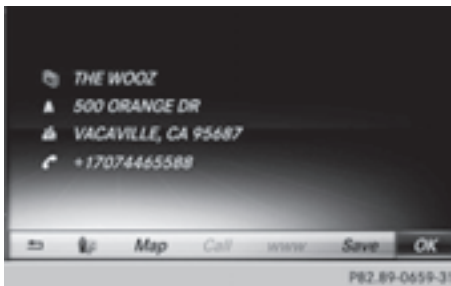 THE WOOZ
500 ORANGE DR
VACAVILLE, CA 95687
+17074465588
Map Call www Save OK
P82.89-0659-31